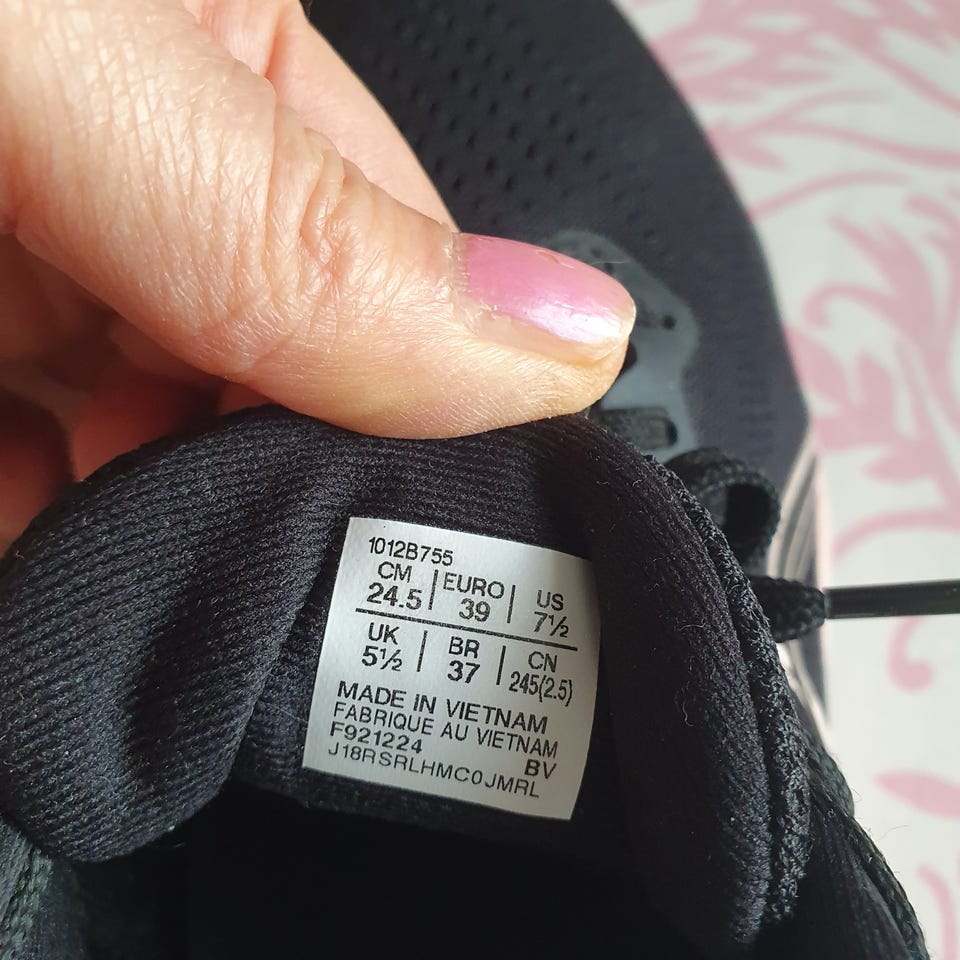 1012B755
CM EURO US
24.5 39 7½
UK BR CN
5½ 37 245(2.5)
MADE IN VIETNAM
FABRIQUE AU VIETNAM
F921224 BV
J18RSRLHMC0JMRL